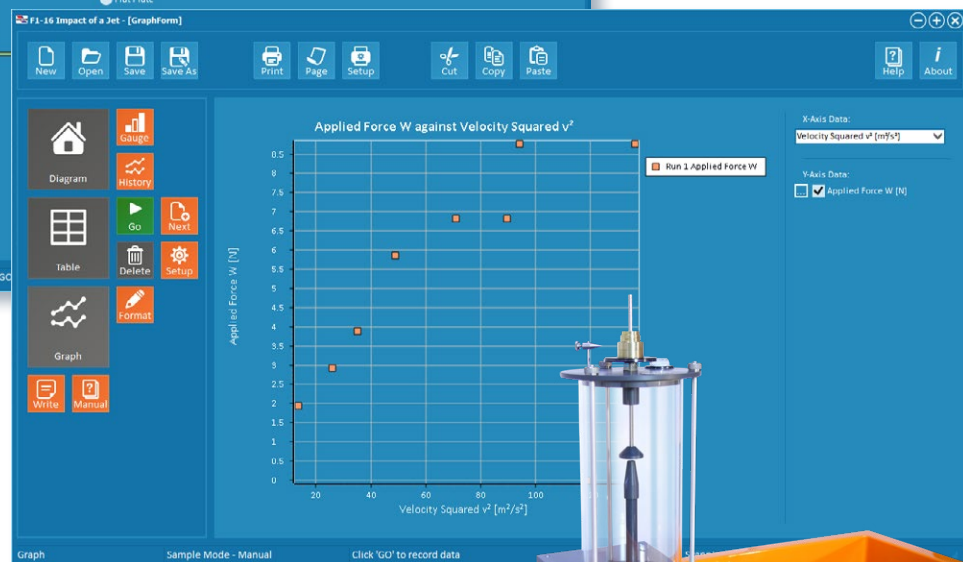 Flat Plate
F1-16 Impact of a Jet - [GraphForm]
New Open Save Save As Print Page Setup Cut Copy Paste Help About
Diagram
Gauge
History
Table
Go
Next
Delete
Setup
Graph
Format
Write
Manual
Applied Force W against Velocity Squared v²
Run 1 Applied Force W
Applied Force W [N]
8.5
8
7.5
7
6.5
6
5.5
5
4.5
4
3.5
3
2.5
2
1.5
1
0.5
0
20 40 60 80 100
Velocity Squared v² [m²/s²]
X-Axis Data:
Velocity Squared v² [m²/s²]
Y-Axis Data:
... Applied Force W [N]
Graph
Sample Mode - Manual
Click 'GO' to record data